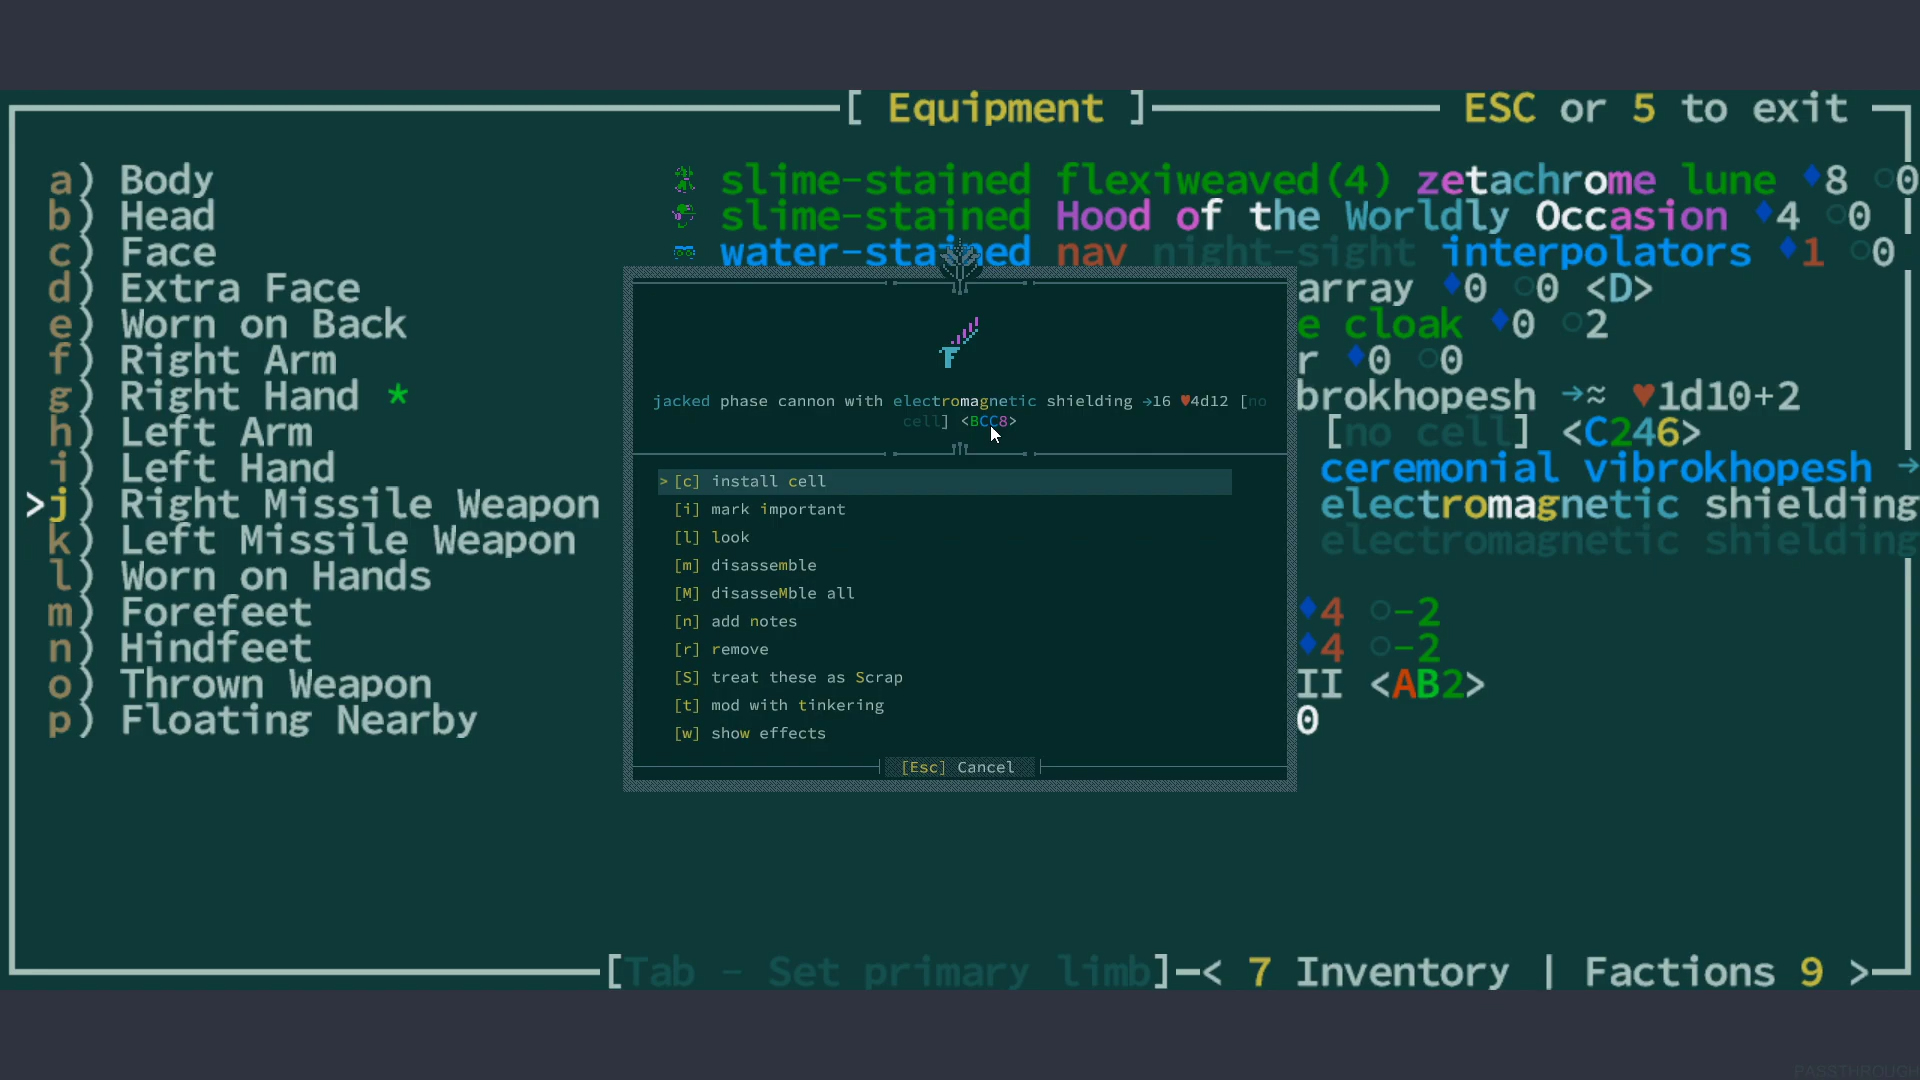 [ Equipment ] ESC or 5 to exit
a) Body slime-stained flexiweaved(4) zetachrome lune ♦8 ○0
b) Head slime-stained Hood of the Worldly Occasion ♦4 ○0
c) Face water-stained nav night-sight interpolators ♦1 ○0
d) Extra Face array ♦0 ○0 <D>
e) Worn on Back e cloak ♦0 ○2
f) Right Arm r ♦0 ○0
g) Right Hand * brokhopesh →≈ ♥1d10+2
h) Left Arm [no cell] <C246>
i) Left Hand ceremonial vibrokhopesh →
>j) Right Missile Weapon electromagnetic shielding
k) Left Missile Weapon electromagnetic shielding
l) Worn on Hands
m) Forefeet ♦4 ○-2
n) Hindfeet ♦4 ○-2
o) Thrown Weapon II <AB2>
p) Floating Nearby 0
jacked phase cannon with electromagnetic shielding →16 ♥4d12 [no
cell] <BCC8>
> [c] install cell
[i] mark important
[l] look
[m] disassemble
[M] disasseMble all
[n] add notes
[r] remove
[S] treat these as Scrap
[t] mod with tinkering
[w] show effects
[Esc] Cancel
[Tab - Set primary limb] < 7 Inventory | Factions 9 >
PASSTHROUGH